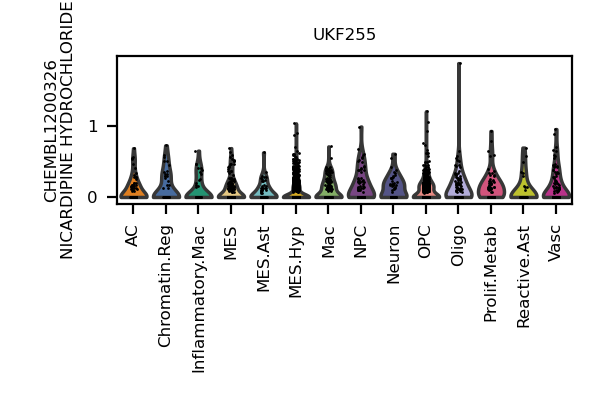 UKF255
CHEMBL1200326
NICARDIPINE HYDROCHLORIDE
1
0
AC
Chromatin.Reg
Inflammatory.Mac
MES
MES.Ast
MES.Hyp
Mac
NPC
Neuron
OPC
Oligo
Prolif.Metab
Reactive.Ast
Vasc